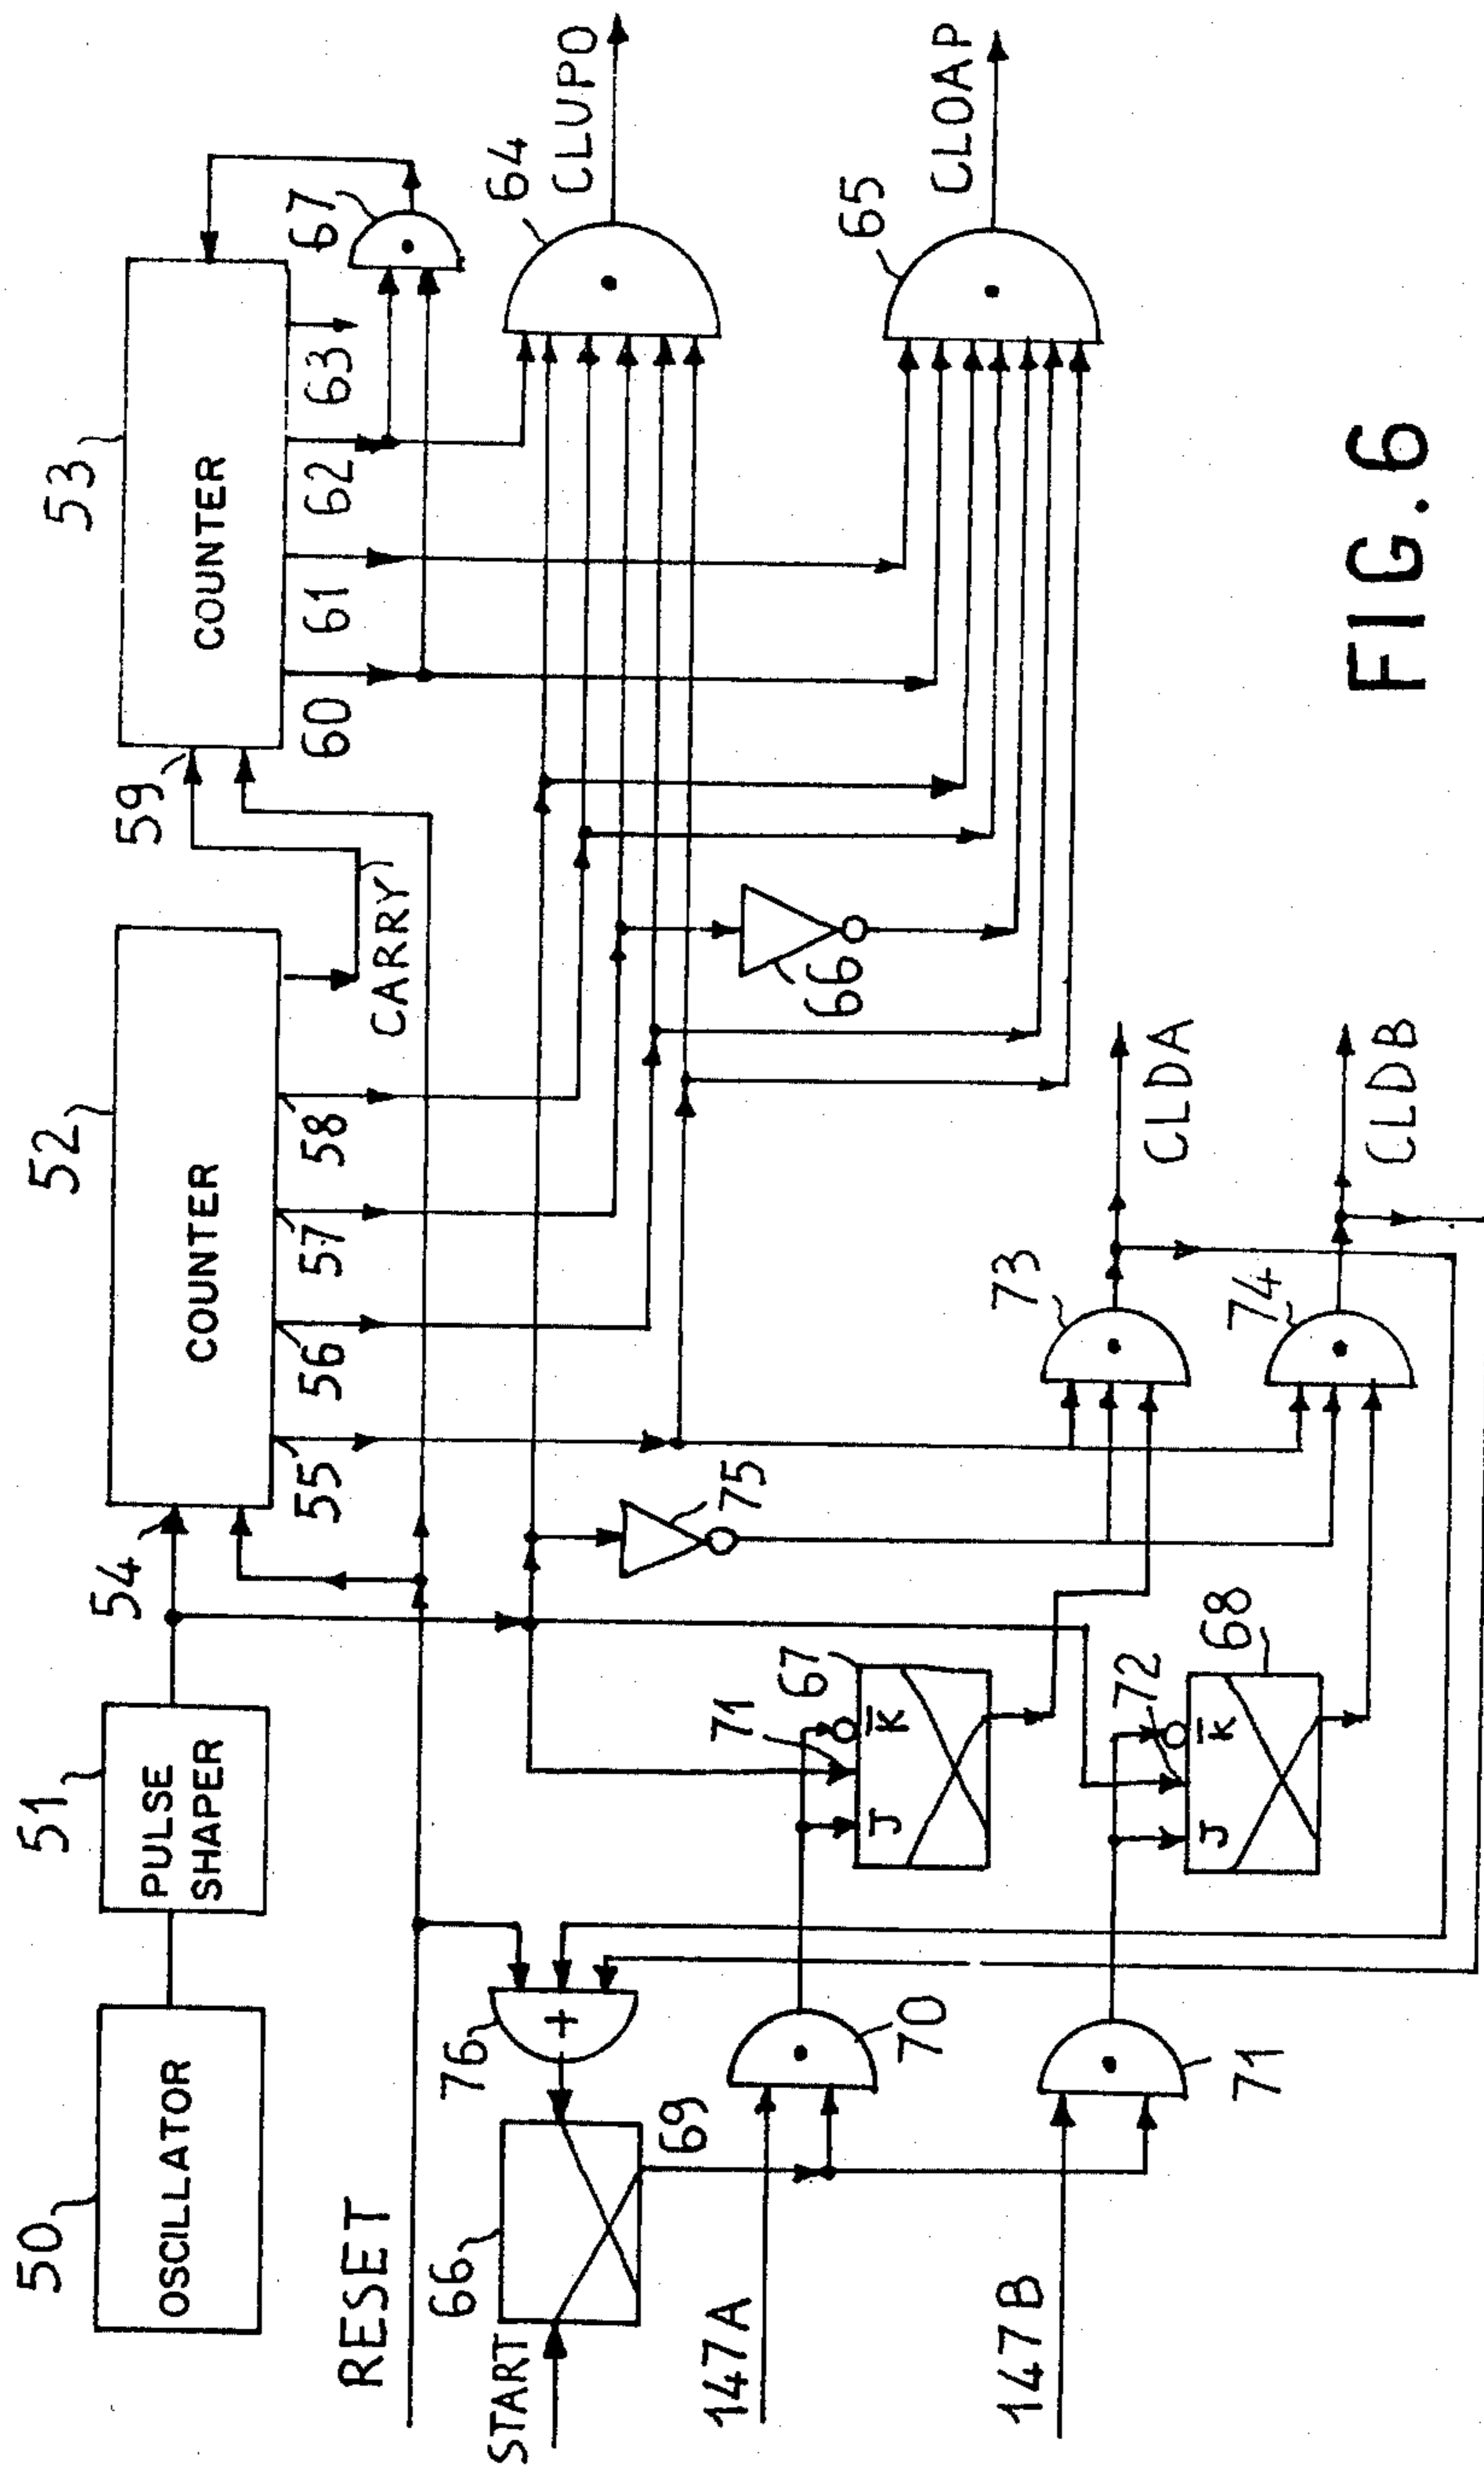 50
OSCILLATOR
51
PULSE
SHAPER
54
52
COUNTER
55
56
57
58
CARRY
59
53
COUNTER
60
61
62
63
67
64
CLUPO
65
CLOAP
66
RESET
START
66
76
69
147A
70
147B
71
71
67
J
K̅
72
68
J
K̅
75
73
CLDA
74
CLDB
FIG. 6